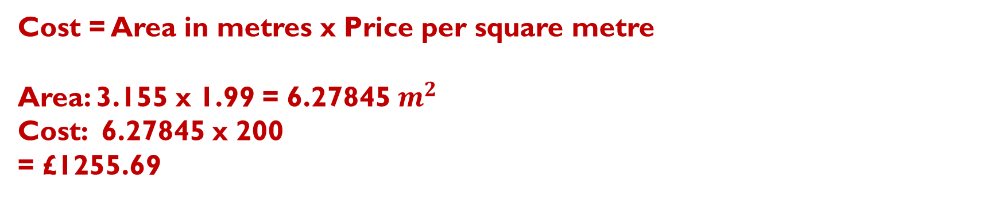 Cost = Area in metres x Price per square metre
Area: 3.155 x 1.99 = 6.27845 m²
Cost: 6.27845 x 200
= £1255.69